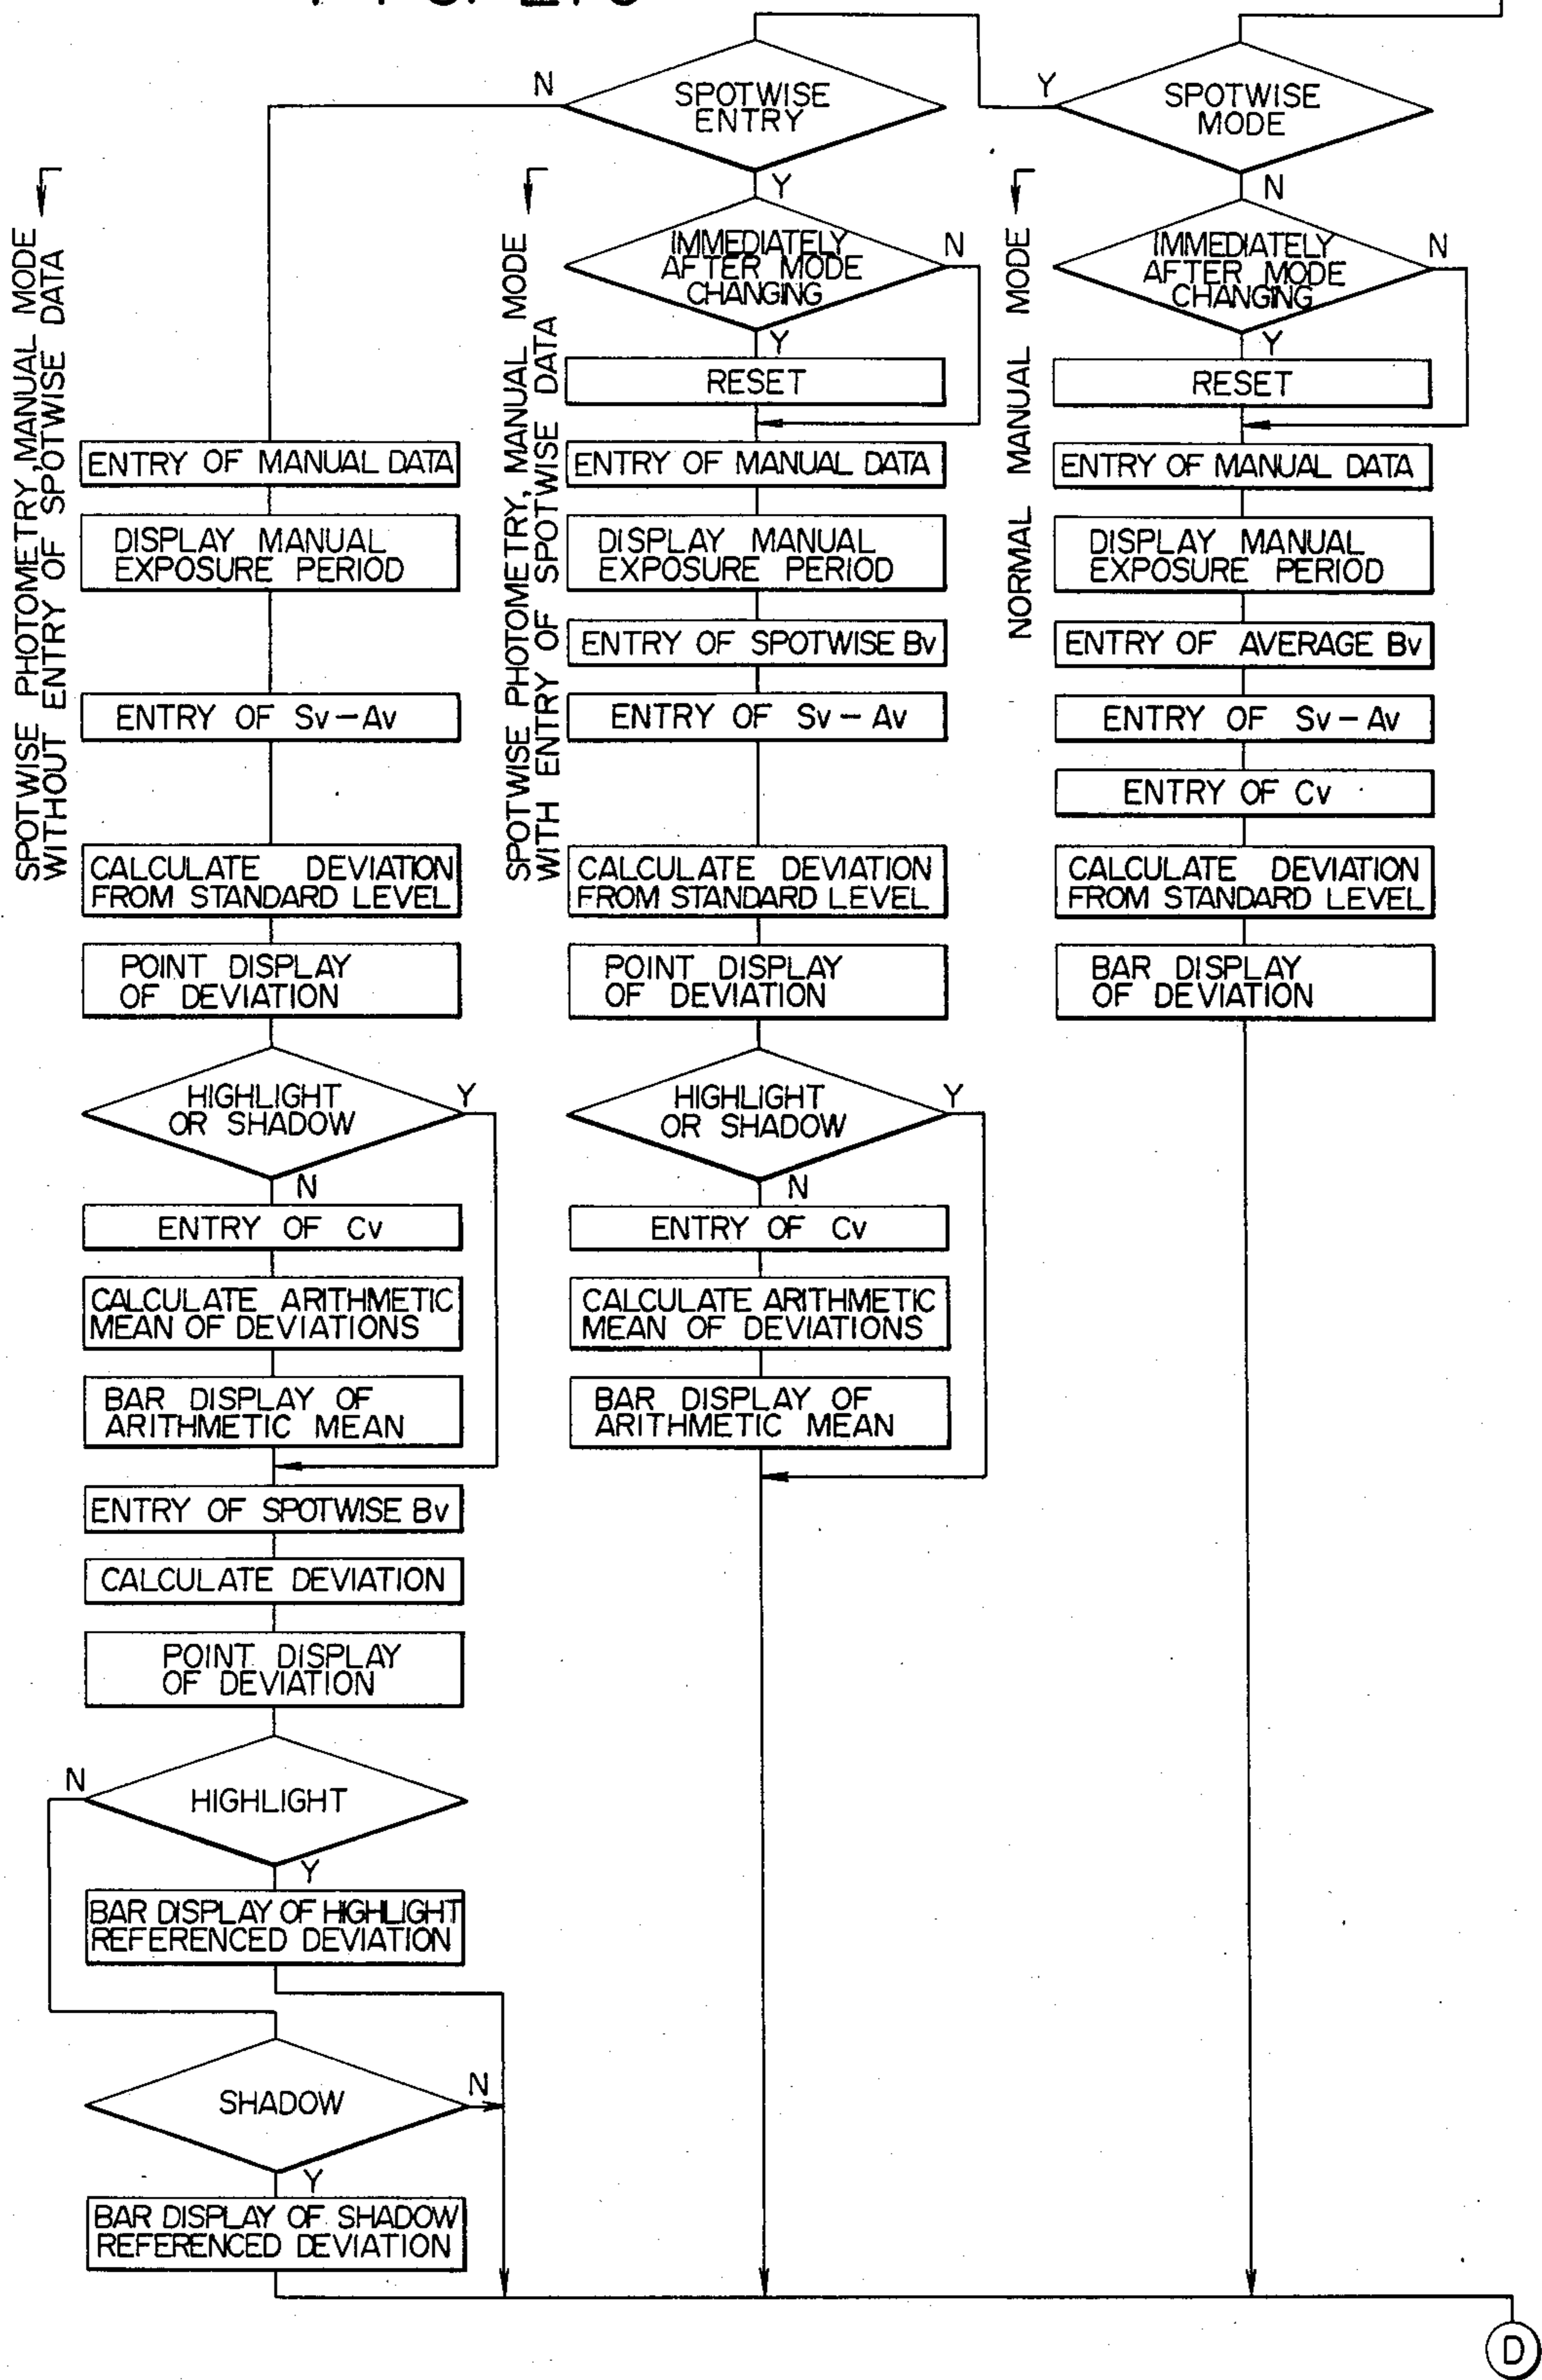 N
SPOTWISE
ENTRY
Y
SPOTWISE
MODE
SPOTWISE PHOTOMETRY, MANUAL MODE
WITHOUT ENTRY OF SPOTWISE DATA
ENTRY OF MANUAL DATA
DISPLAY MANUAL
EXPOSURE PERIOD
ENTRY OF Sv-Av
CALCULATE DEVIATION
FROM STANDARD LEVEL
POINT DISPLAY
OF DEVIATION
HIGHLIGHT
OR SHADOW
Y
N
ENTRY OF Cv
CALCULATE ARITHMETIC
MEAN OF DEVIATIONS
BAR DISPLAY OF
ARITHMETIC MEAN
ENTRY OF SPOTWISE Bv
CALCULATE DEVIATION
POINT DISPLAY
OF DEVIATION
N
HIGHLIGHT
Y
BAR DISPLAY OF HIGHLIGHT
REFERENCED DEVIATION
SHADOW
N
Y
BAR DISPLAY OF SHADOW
REFERENCED DEVIATION
SPOTWISE PHOTOMETRY, MANUAL MODE
WITH ENTRY OF SPOTWISE DATA
Y
IMMEDIATELY
AFTER MODE
CHANGING
N
Y
RESET
ENTRY OF MANUAL DATA
DISPLAY MANUAL
EXPOSURE PERIOD
ENTRY OF SPOTWISE Bv
ENTRY OF Sv-Av
CALCULATE DEVIATION
FROM STANDARD LEVEL
POINT DISPLAY
OF DEVIATION
HIGHLIGHT
OR SHADOW
Y
N
ENTRY OF Cv
CALCULATE ARITHMETIC
MEAN OF DEVIATIONS
BAR DISPLAY OF
ARITHMETIC MEAN
NORMAL MANUAL MODE
N
IMMEDIATELY
AFTER MODE
CHANGING
N
Y
RESET
ENTRY OF MANUAL DATA
DISPLAY MANUAL
EXPOSURE PERIOD
ENTRY OF AVERAGE Bv
ENTRY OF Sv-Av
ENTRY OF Cv
CALCULATE DEVIATION
FROM STANDARD LEVEL
BAR DISPLAY
OF DEVIATION
D